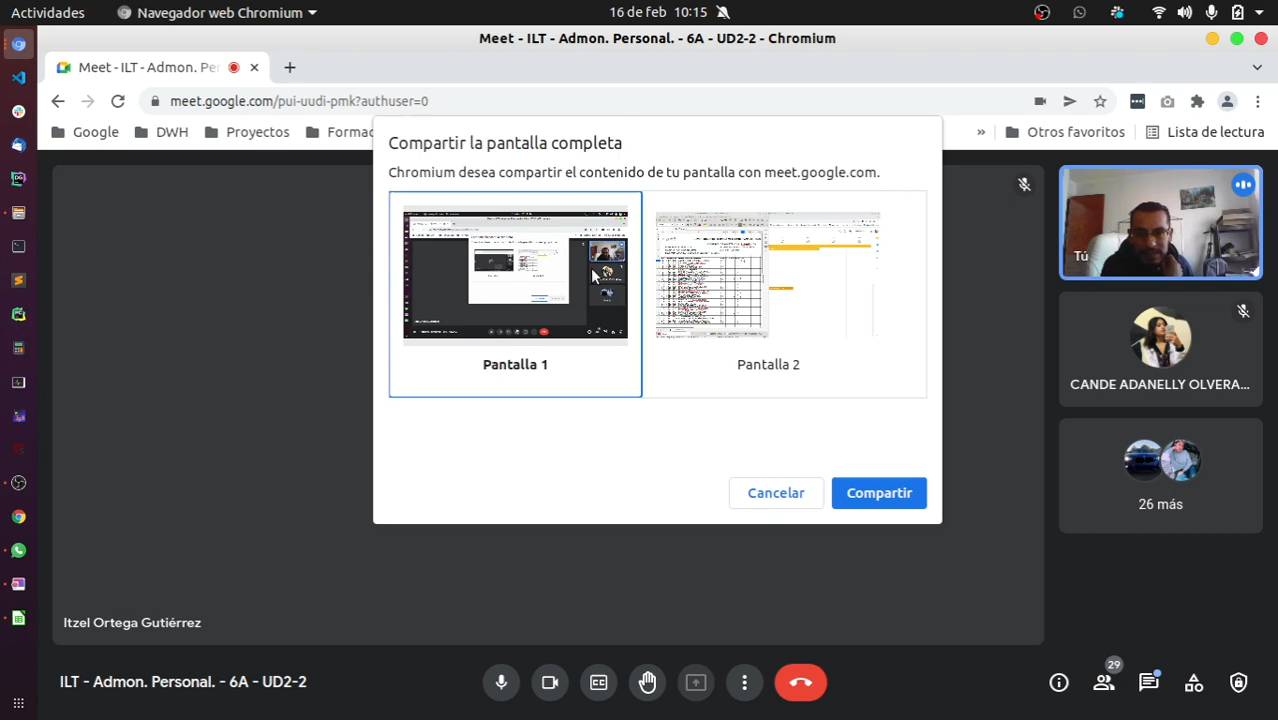 Actividades
Navegador web Chromium
16 de feb 10:15
Meet - ILT - Admon. Personal. - 6A - UD2-2 - Chromium
Meet - ILT - Admon. Per
meet.google.com/pui-uudi-pmk?authuser=0
Google
DWH
Proyectos
Formac
»
Otros favoritos
Lista de lectura
Compartir la pantalla completa
Chromium desea compartir el contenido de tu pantalla con meet.google.com.
Pantalla 1
Pantalla 2
Cancelar
Compartir
Tú
CANDE ADANELLY OLVERA...
26 más
Itzel Ortega Gutiérrez
ILT - Admon. Personal. - 6A - UD2-2
29